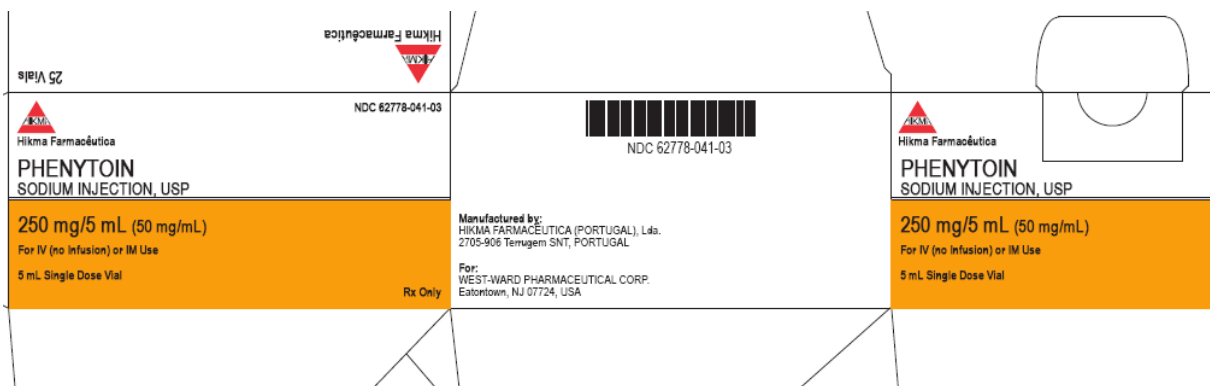 Hikma Farmacêutica
HIKMA
25 Vials
HIKMA
NDC 62778-041-03
Hikma Farmacêutica
PHENYTOIN
SODIUM INJECTION, USP
250 mg/5 mL (50 mg/mL)
For IV (no Infusion) or IM Use
5 mL Single Dose Vial
Rx Only
NDC 62778-041-03
Manufactured by:
HIKMA FARMACEUTICA (PORTUGAL), Lda.
2705-906 Terrugem SNT, PORTUGAL
For:
WEST-WARD PHARMACEUTICAL CORP.
Eatontown, NJ 07724, USA
HIKMA
Hikma Farmacêutica
PHENYTOIN
SODIUM INJECTION, USP
250 mg/5 mL (50 mg/mL)
For IV (no Infusion) or IM Use
5 mL Single Dose Vial